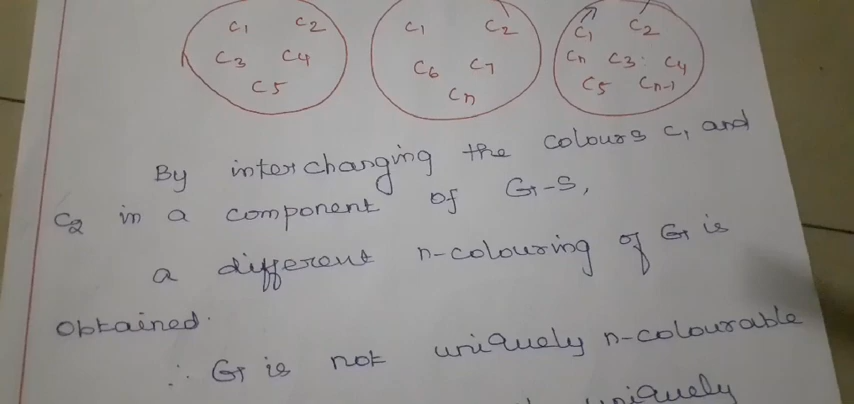 C1 C2 C1 C2 C1 C2
C3 C4 C6 C7 Cn C3 C4
C5 Cn C5 Cn-1
By interchanging the colours C1 and
C2 in a component of G-S,
a different n-colouring of G is
obtained.
∴ G is not uniquely n-colourable
uniquely